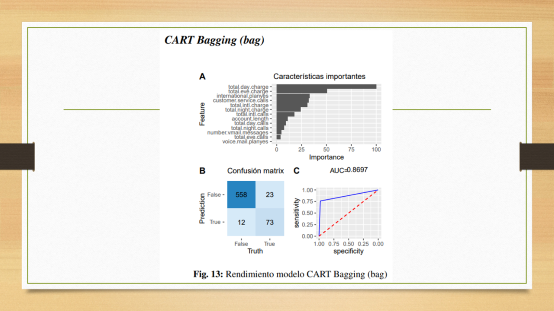 CART Bagging (bag)
A
Características importantes
Feature
total.day.charge
total.eve.charge
international.planyes
customer.service.calls
total.intl.charge
total.night.charge
total.intl.calls
account.length
total.day.calls
total.night.calls
number.vmail.messages
total.eve.calls
voice.mail.planyes
0 25 50 75 100
Importance
B
Confusión matrix
Prediction
False
558 23
True
12 73
False True
Truth
C
AUC=0.8697
sensitivity
1.00
0.75
0.50
0.25
0.00
1.00 0.75 0.50 0.25 0.00
specificity
Fig. 13: Rendimiento modelo CART Bagging (bag)